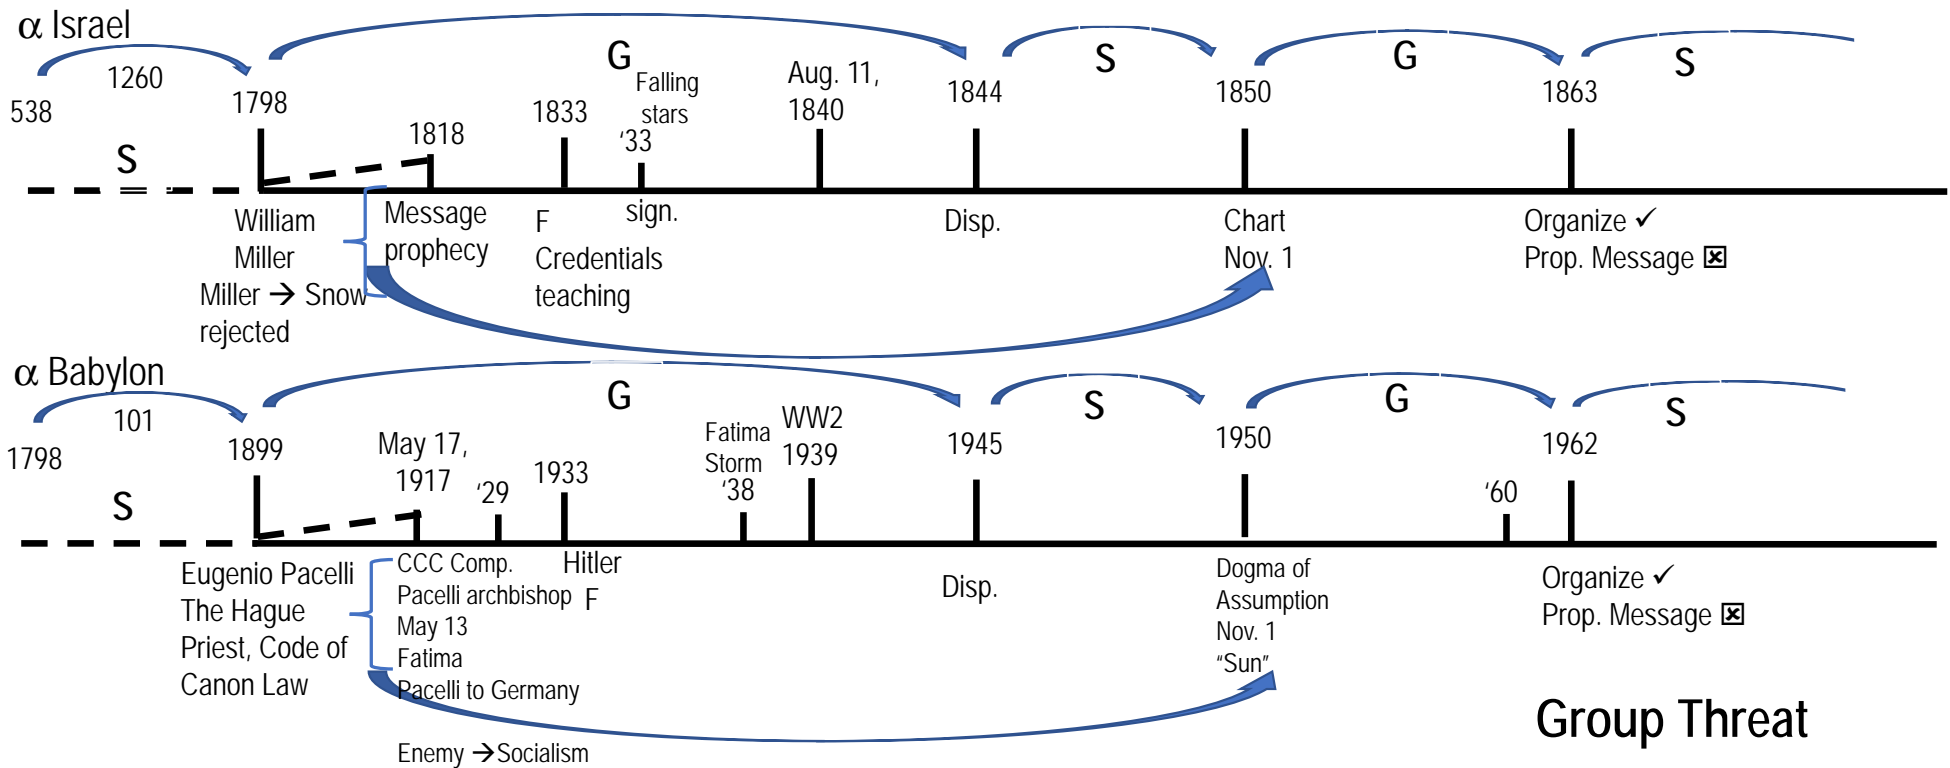 α Israel
1260
538
S
1798
G
Falling
stars
1818
1833
‘33
Aug. 11,
1840
1844
S
1850
G
1863
S
William
Miller
Miller → Snow
rejected
Message
prophecy
F
Credentials
teaching
sign.
Disp.
Chart
Nov. 1
Organize ✓
Prop. Message ☒
α Babylon
101
1798
S
1899
G
May 17,
1917
‘29
1933
Fatima
Storm
‘38
WW2
1939
1945
S
1950
G
‘60
1962
S
Eugenio Pacelli
The Hague
Priest, Code of
Canon Law
CCC Comp.
Pacelli archbishop
May 13
Fatima
Pacelli to Germany
Enemy → Socialism
Hitler
F
Disp.
Dogma of
Assumption
Nov. 1
“Sun”
Organize ✓
Prop. Message ☒
Group Threat